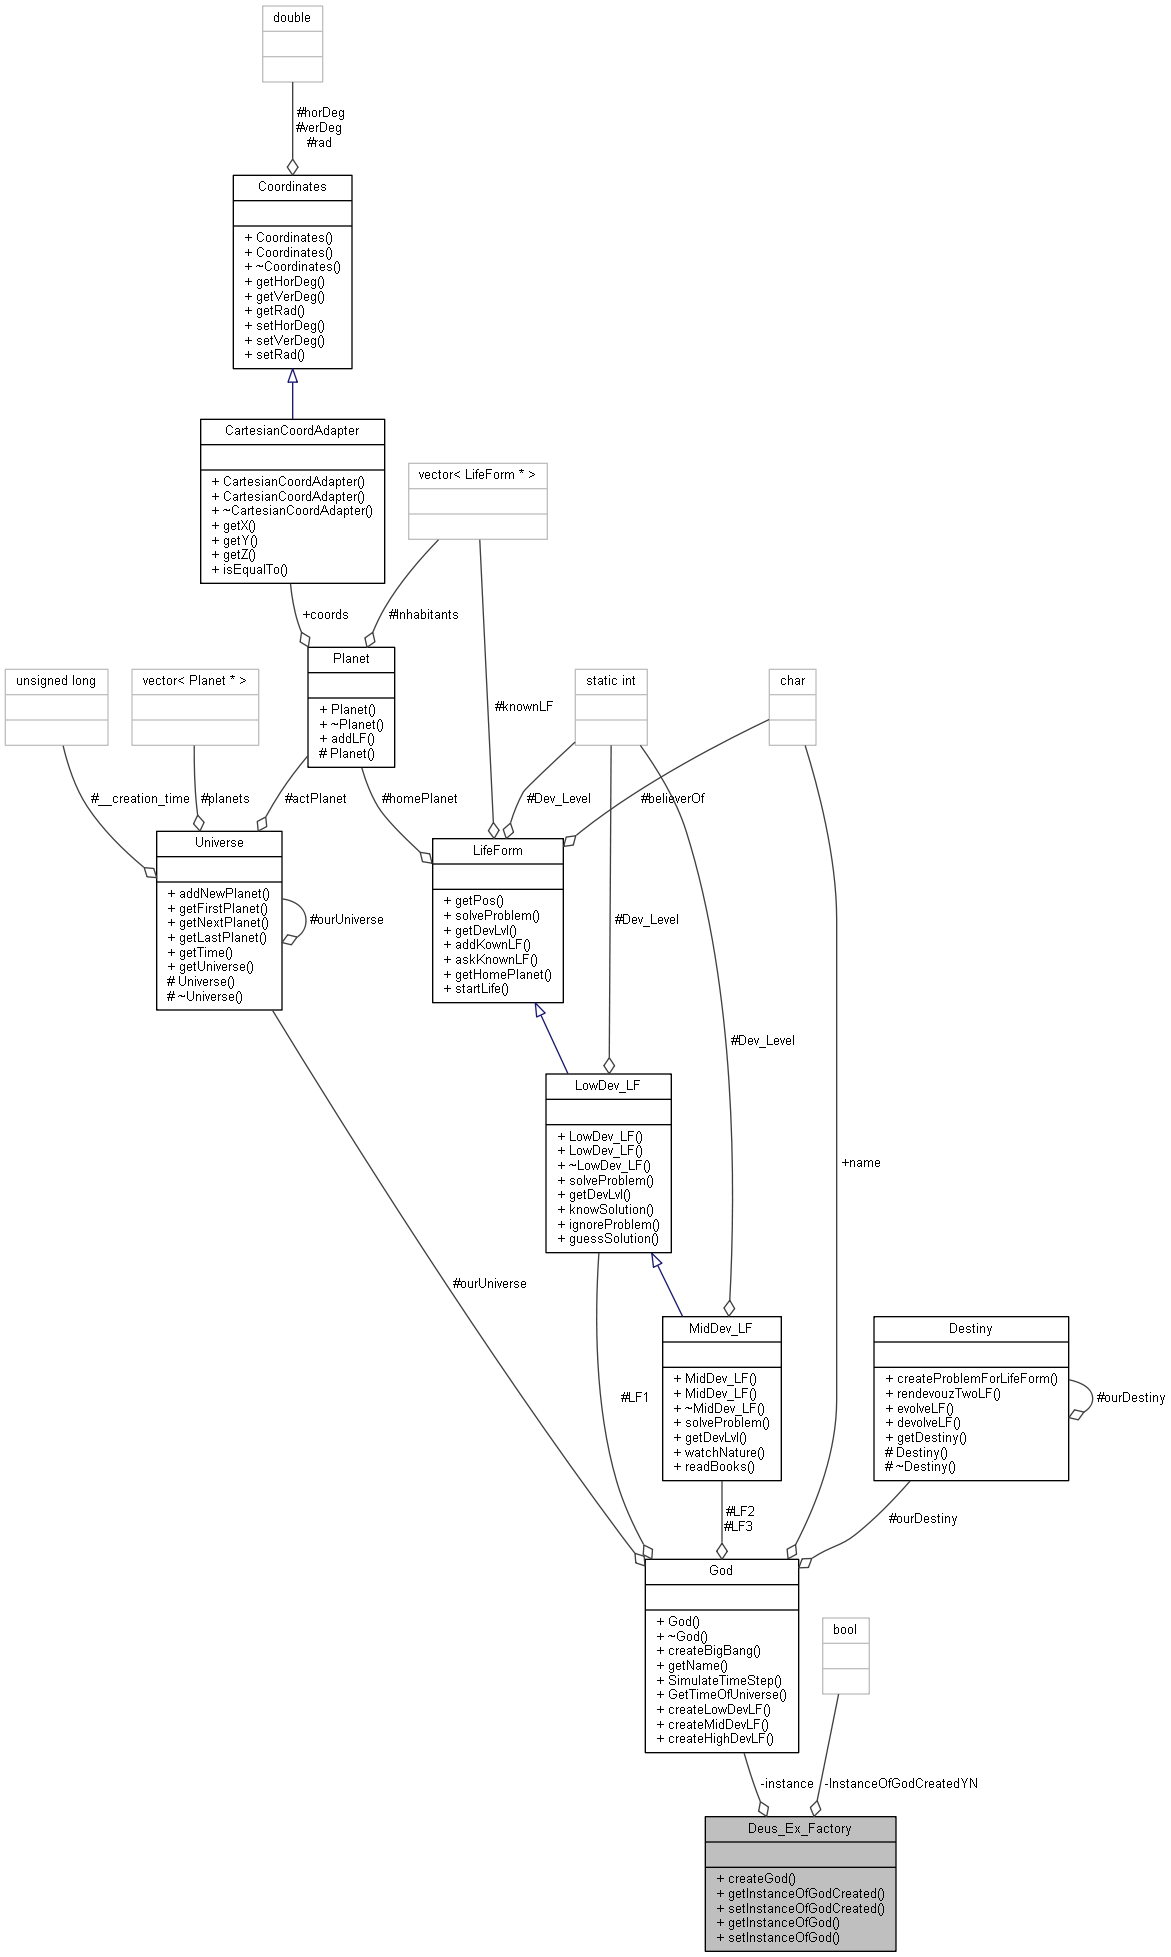 double
#horDeg
#verDeg
#rad
Coordinates
+ Coordinates()
+ Coordinates()
+ ~Coordinates()
+ getHorDeg()
+ getVerDeg()
+ getRad()
+ setHorDeg()
+ setVerDeg()
+ setRad()
CartesianCoordAdapter
+ CartesianCoordAdapter()
+ CartesianCoordAdapter()
+ ~CartesianCoordAdapter()
+ getX()
+ getY()
+ getZ()
+ isEqualTo()
vector< LifeForm * >
+coords
#Inhabitants
Planet
+ Planet()
+ ~Planet()
+ addLF()
# Planet()
unsigned long
vector< Planet * >
static int
char
#knownLF
#__creation_time
#planets
#actPlanet
#homePlanet
#Dev_Level
#believerOf
Universe
+ addNewPlanet()
+ getFirstPlanet()
+ getNextPlanet()
+ getLastPlanet()
+ getTime()
+ getUniverse()
# Universe()
# ~Universe()
#ourUniverse
LifeForm
+ getPos()
+ solveProblem()
+ getDevLvl()
+ addKownLF()
+ askKnownLF()
+ getHomePlanet()
+ startLife()
#Dev_Level
#Dev_Level
LowDev_LF
+ LowDev_LF()
+ LowDev_LF()
+ ~LowDev_LF()
+ solveProblem()
+ getDevLvl()
+ knowSolution()
+ ignoreProblem()
+ guessSolution()
+name
#ourUniverse
MidDev_LF
+ MidDev_LF()
+ MidDev_LF()
+ ~MidDev_LF()
+ solveProblem()
+ getDevLvl()
+ watchNature()
+ readBooks()
Destiny
+ createProblemForLifeForm()
+ rendevouzTwoLF()
+ evolveLF()
+ devolveLF()
+ getDestiny()
# Destiny()
# ~Destiny()
#ourDestiny
#LF1
#LF2
#LF3
#ourDestiny
God
+ God()
+ ~God()
+ createBigBang()
+ getName()
+ SimulateTimeStep()
+ GetTimeOfUniverse()
+ createLowDevLF()
+ createMidDevLF()
+ createHighDevLF()
bool
-instance
-InstanceOfGodCreatedYN
Deus_Ex_Factory
+ createGod()
+ getInstanceOfGodCreated()
+ setInstanceOfGodCreated()
+ getInstanceOfGod()
+ setInstanceOfGod()